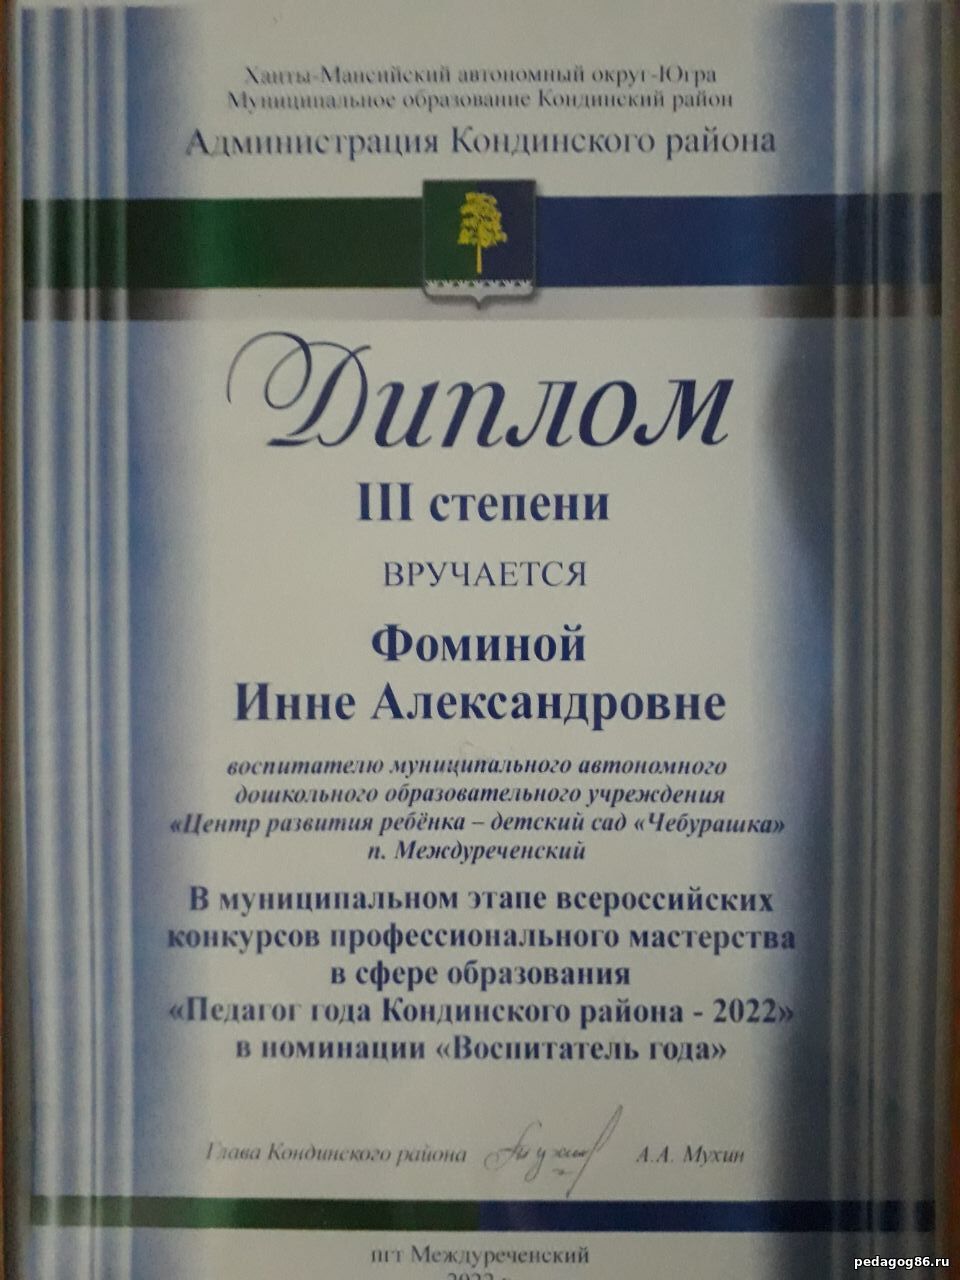 Ханты-Мансийский автономный округ-Югра
Муниципальное образование Кондинский район
Администрация Кондинского района
Диплом
III степени
ВРУЧАЕТСЯ
Фоминой
Инне Александровне
воспитателю муниципального автономного
дошкольного образовательного учреждения
«Центр развития ребёнка – детский сад «Чебурашка»
п. Междуреченский
В муниципальном этапе всероссийских
конкурсов профессионального мастерства
в сфере образования
«Педагог года Кондинского района - 2022»
в номинации «Воспитатель года»
Глава Кондинского района А.А. Мухин
пгт Междуреченский
2022 г
pedagog86.ru